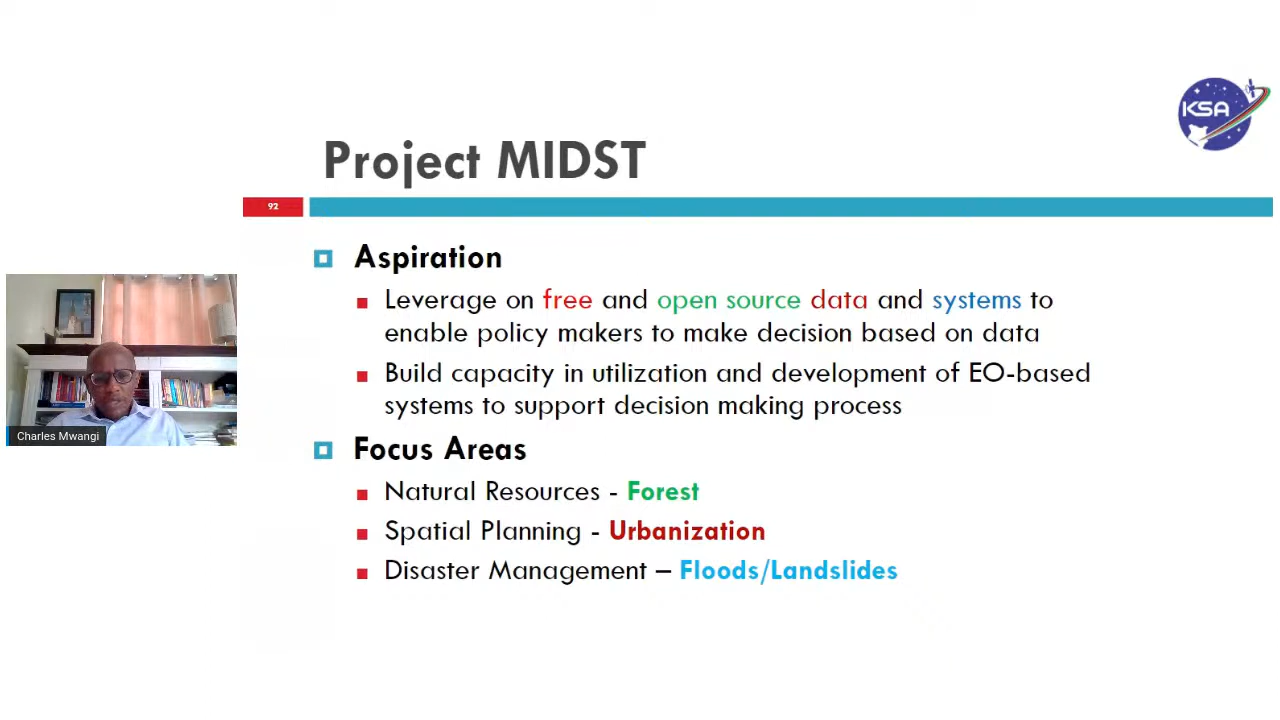 KSA
Project MIDST
92
Aspiration
Leverage on free and open source data and systems to
enable policy makers to make decision based on data
Build capacity in utilization and development of EO-based
systems to support decision making process
Focus Areas
Natural Resources - Forest
Spatial Planning - Urbanization
Disaster Management – Floods/Landslides
Charles Mwangi